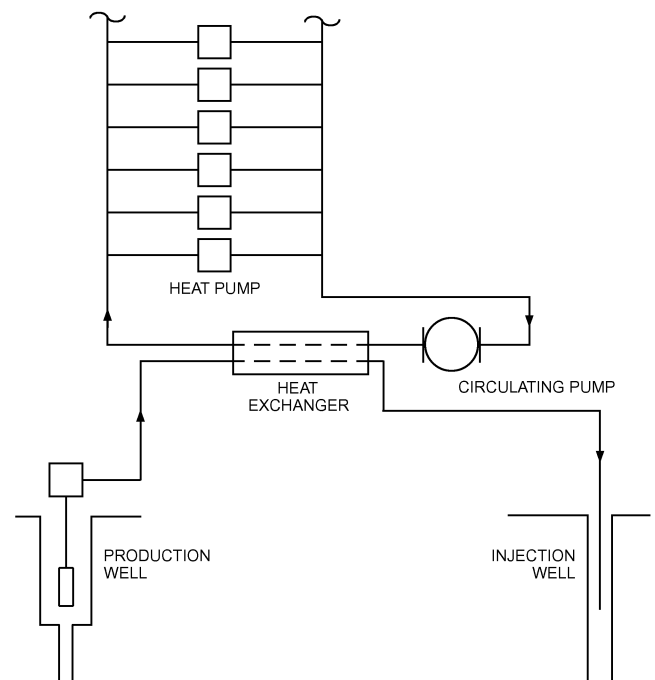 HEAT PUMP
HEAT
EXCHANGER
CIRCULATING PUMP
PRODUCTION
WELL
INJECTION
WELL